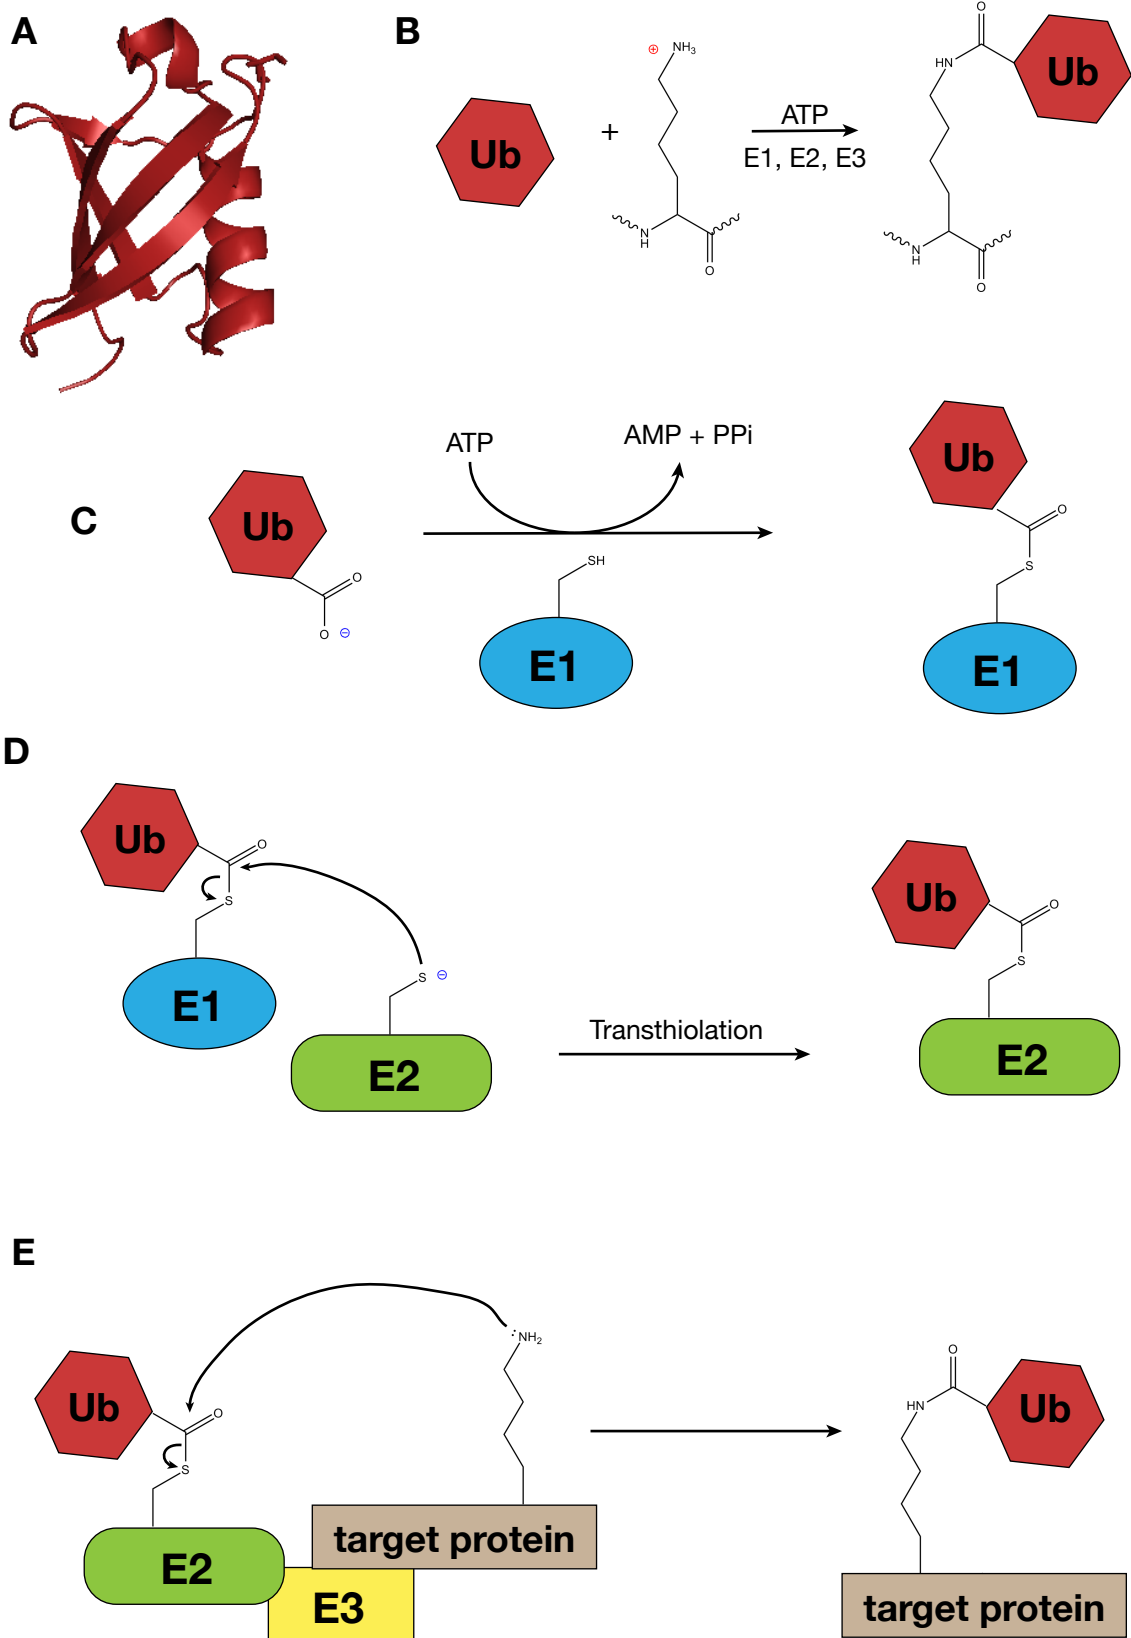 A
B
⊕ NH3
O
HN
Ub
Ub
+
ATP
E1, E2, E3
N
H
O
N
H
O
C
Ub
O
O ⊖
ATP
AMP + PPi
SH
E1
Ub
O
S
E1
D
Ub
O
S
E1
S ⊖
E2
Transthiolation
Ub
O
S
E2
E
Ub
O
S
E2
E3
:NH2
target protein
O
HN
Ub
target protein